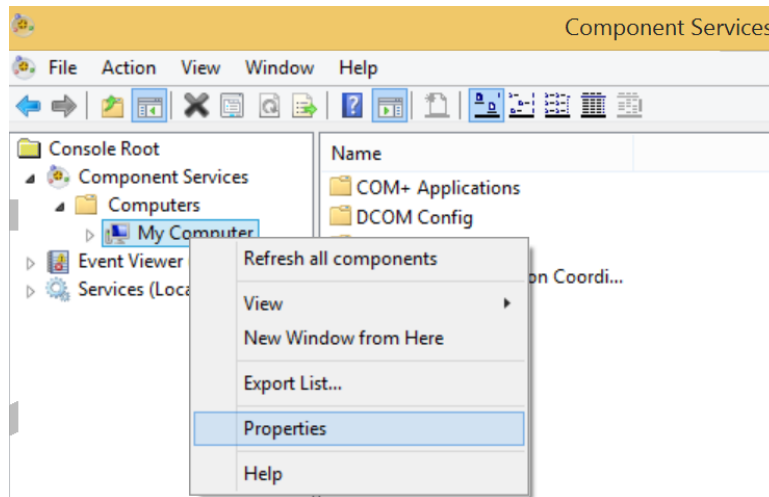 Component Services
File Action View Window Help
Console Root
Component Services
Computers
My Computer
Event Viewer
Services (Loca
Name
COM+ Applications
DCOM Config
on Coordi...
Refresh all components
View
New Window from Here
Export List...
Properties
Help